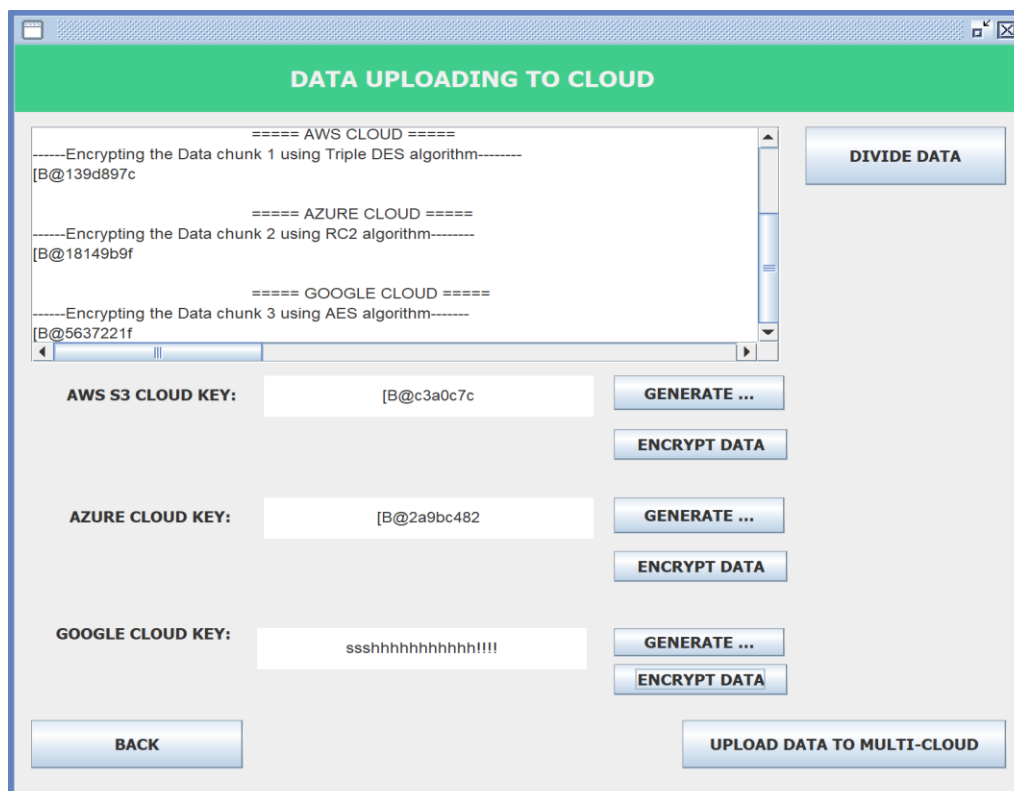 DATA UPLOADING TO CLOUD
===== AWS CLOUD =====
------Encrypting the Data chunk 1 using Triple DES algorithm--------
[B@139d897c
===== AZURE CLOUD =====
------Encrypting the Data chunk 2 using RC2 algorithm--------
[B@18149b9f
===== GOOGLE CLOUD =====
------Encrypting the Data chunk 3 using AES algorithm-------
[B@5637221f
DIVIDE DATA
AWS S3 CLOUD KEY:
[B@c3a0c7c
GENERATE ...
ENCRYPT DATA
AZURE CLOUD KEY:
[B@2a9bc482
GENERATE ...
ENCRYPT DATA
GOOGLE CLOUD KEY:
ssshhhhhhhhhhh!!!!
GENERATE ...
ENCRYPT DATA
BACK
UPLOAD DATA TO MULTI-CLOUD